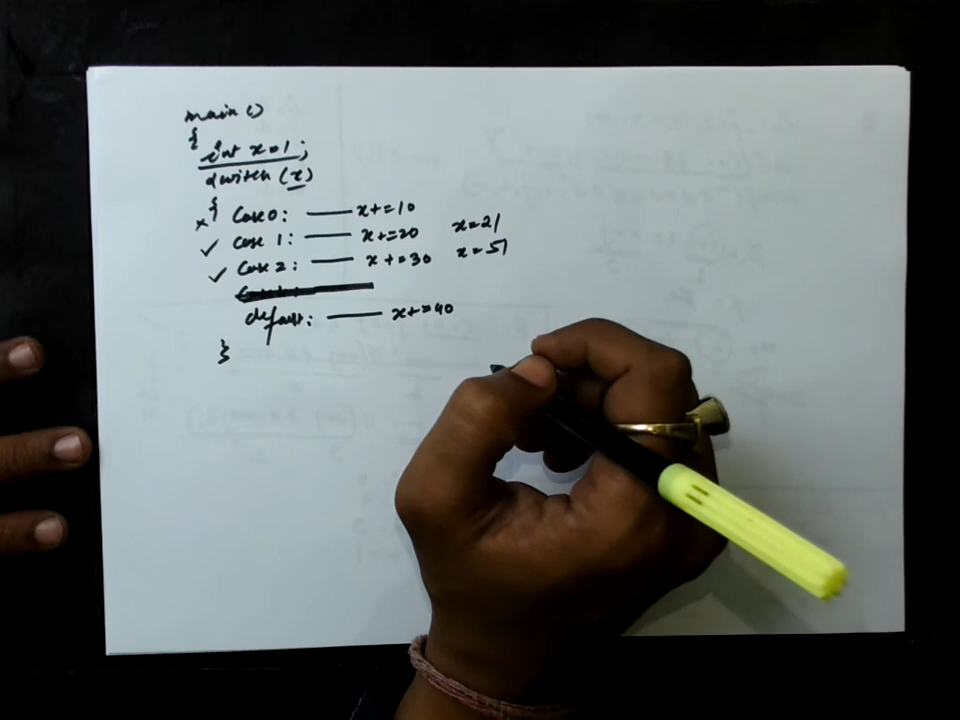 main ()
{
int x=1;
switch (x)
{ Case 0: —— x+=10
× 
✓ Case 1: —— x+=20 x=21
✓ Case 2: —— x+=30 x=51
default: —— x+=40
}